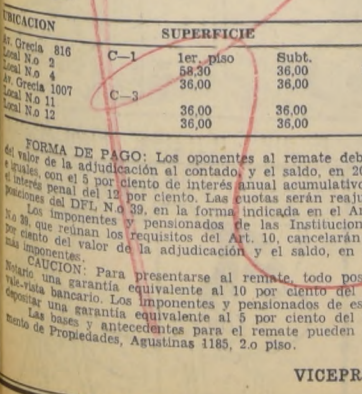 UBICACION SUPERFICIE
1er. piso Subt.
Av. Grecia 816 C—1
Local N.o 2 58,30 36,00
Local N.o 4 36,00 36,00
Av. Grecia 1007 C—3
Local N.o 11 36,00 36,00
Local N.o 12 36,00 36,00
FORMA DE PAGO: Los oponentes al remate deb
del valor de la adjudicación al contado, y el saldo, en 20
e iguales, con el 5 por ciento de interés anual acumulativ
el interés penal del 12 por ciento. Las cuotas serán reaju
posiciones del DFL N.o 39, en la forma indicada en el A
Los imponentes y pensionados de las Institucion
N.o 39, que reúnan los requisitos del Art. 10, cancelarán
por ciento del valor de la adjudicación y el saldo, en
más imponentes.
CAUCION: Para presentarse al remate, todo pos
Notario una garantía equivalente al 10 por ciento del
vale-vista bancario. Los imponentes y pensionados de es
depositar una garantía equivalente al 5 por ciento del
Las bases y antecedentes para el remate pueden
mento de Propiedades, Agustinas 1185, 2.o piso.
VICEPR